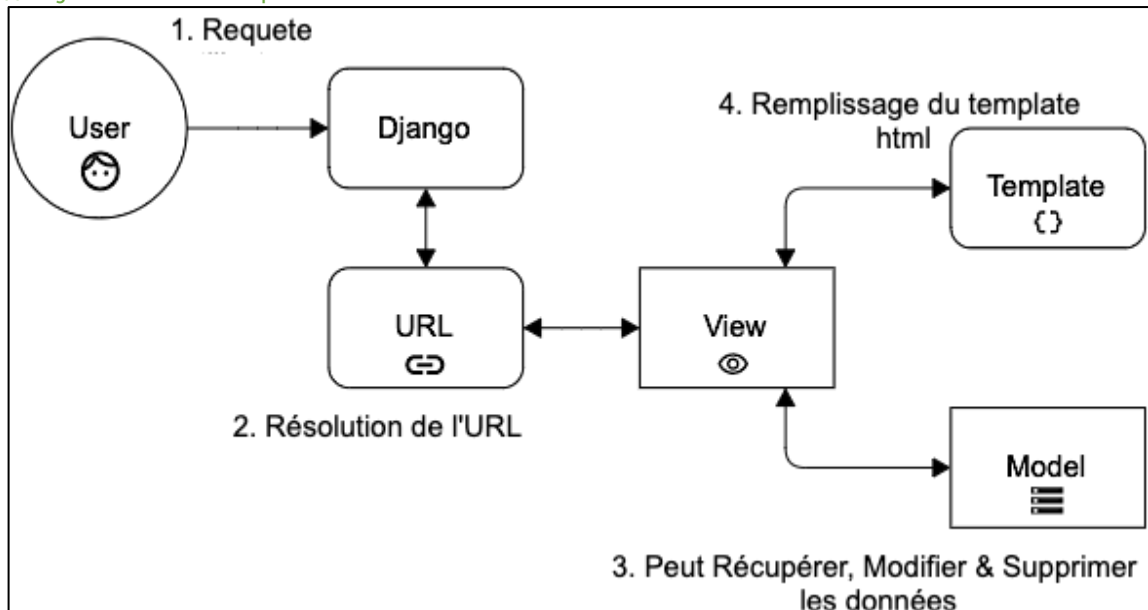 1. Requete
User
Django
4. Remplissage du template
html
Template
{}
URL
View
2. Résolution de l'URL
Model
3. Peut Récupérer, Modifier & Supprimer
les données